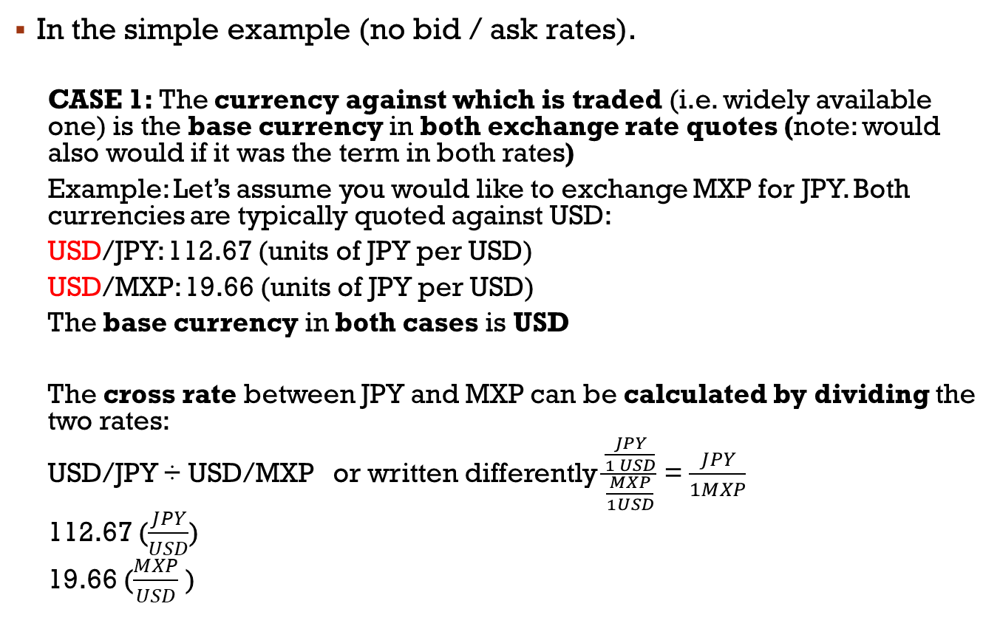 ▪ In the simple example (no bid / ask rates).
CASE 1: The currency against which is traded (i.e. widely available
one) is the base currency in both exchange rate quotes (note: would
also would if it was the term in both rates)
Example: Let’s assume you would like to exchange MXP for JPY. Both
currencies are typically quoted against USD:
USD/JPY: 112.67 (units of JPY per USD)
USD/MXP: 19.66 (units of JPY per USD)
The base currency in both cases is USD
The cross rate between JPY and MXP can be calculated by dividing the
two rates:
USD/JPY ÷ USD/MXP or written differently (JPY/1 USD)/(MXP/1USD) = JPY/1MXP
112.67 (JPY/USD)
19.66 (MXP/USD)